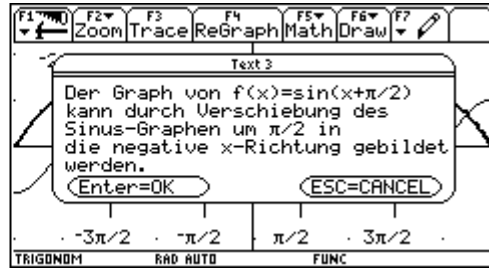 F1 F2 F3 F4 F5 F6 F7
Zoom Trace ReGraph Math Draw
Text 3
Der Graph von f(x)=sin(x+π/2)
kann durch Verschiebung des
Sinus-Graphen um π/2 in
die negative x-Richtung gebildet
werden.
Enter=OK ESC=CANCEL
-3π/2 -π/2 π/2 3π/2
TRIGONOM RAD AUTO FUNC